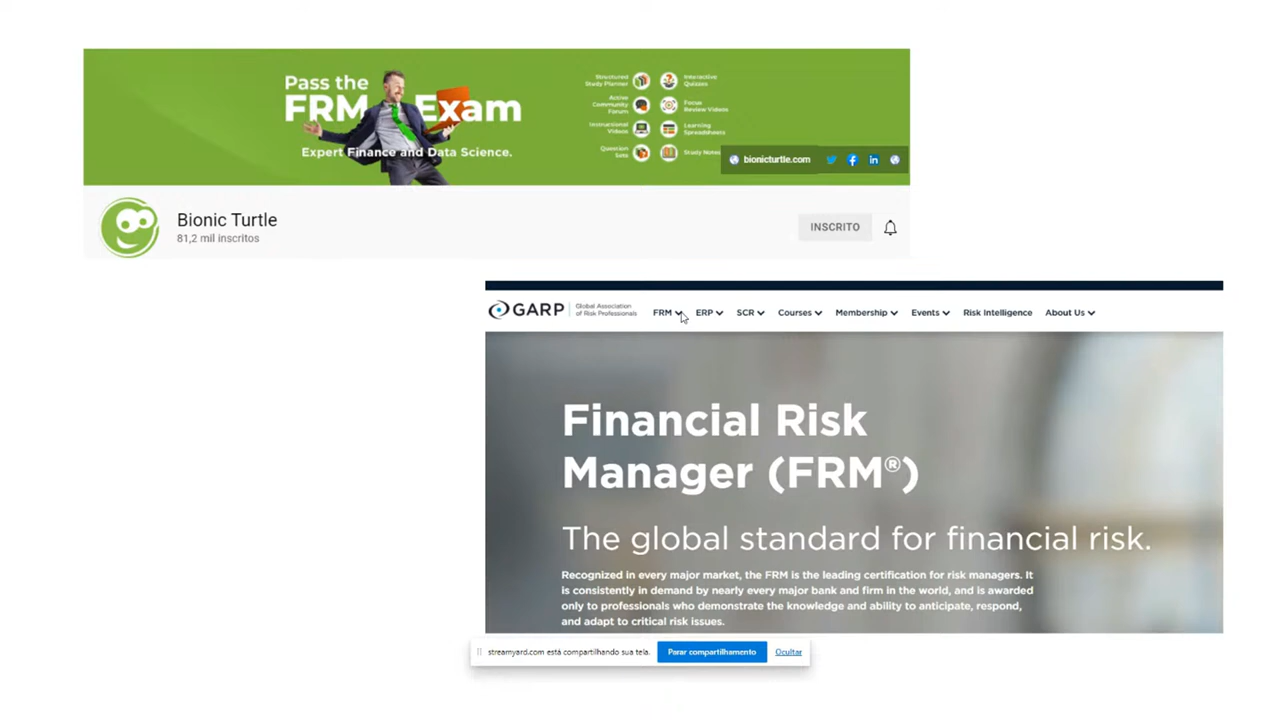 Pass the
FRM Exam
Expert Finance and Data Science.
Structured
Study Planner
Interactive
Quizzes
Active
Community
Forum
Focus
Review Videos
Instructional
Videos
Learning
Spreadsheets
Question
Sets
Study Notes
bionicturtle.com
Bionic Turtle
81,2 mil inscritos
INSCRITO
GARP
Global Association
of Risk Professionals
FRM ERP SCR Courses Membership Events Risk Intelligence About Us
Financial Risk
Manager (FRM®)
The global standard for financial risk.
Recognized in every major market, the FRM is the leading certification for risk managers. It
is consistently in demand by nearly every major bank and firm in the world, and is awarded
only to professionals who demonstrate the knowledge and ability to anticipate, respond,
and adapt to critical risk issues.
streamyard.com está compartilhando sua tela. Parar compartilhamento Ocultar